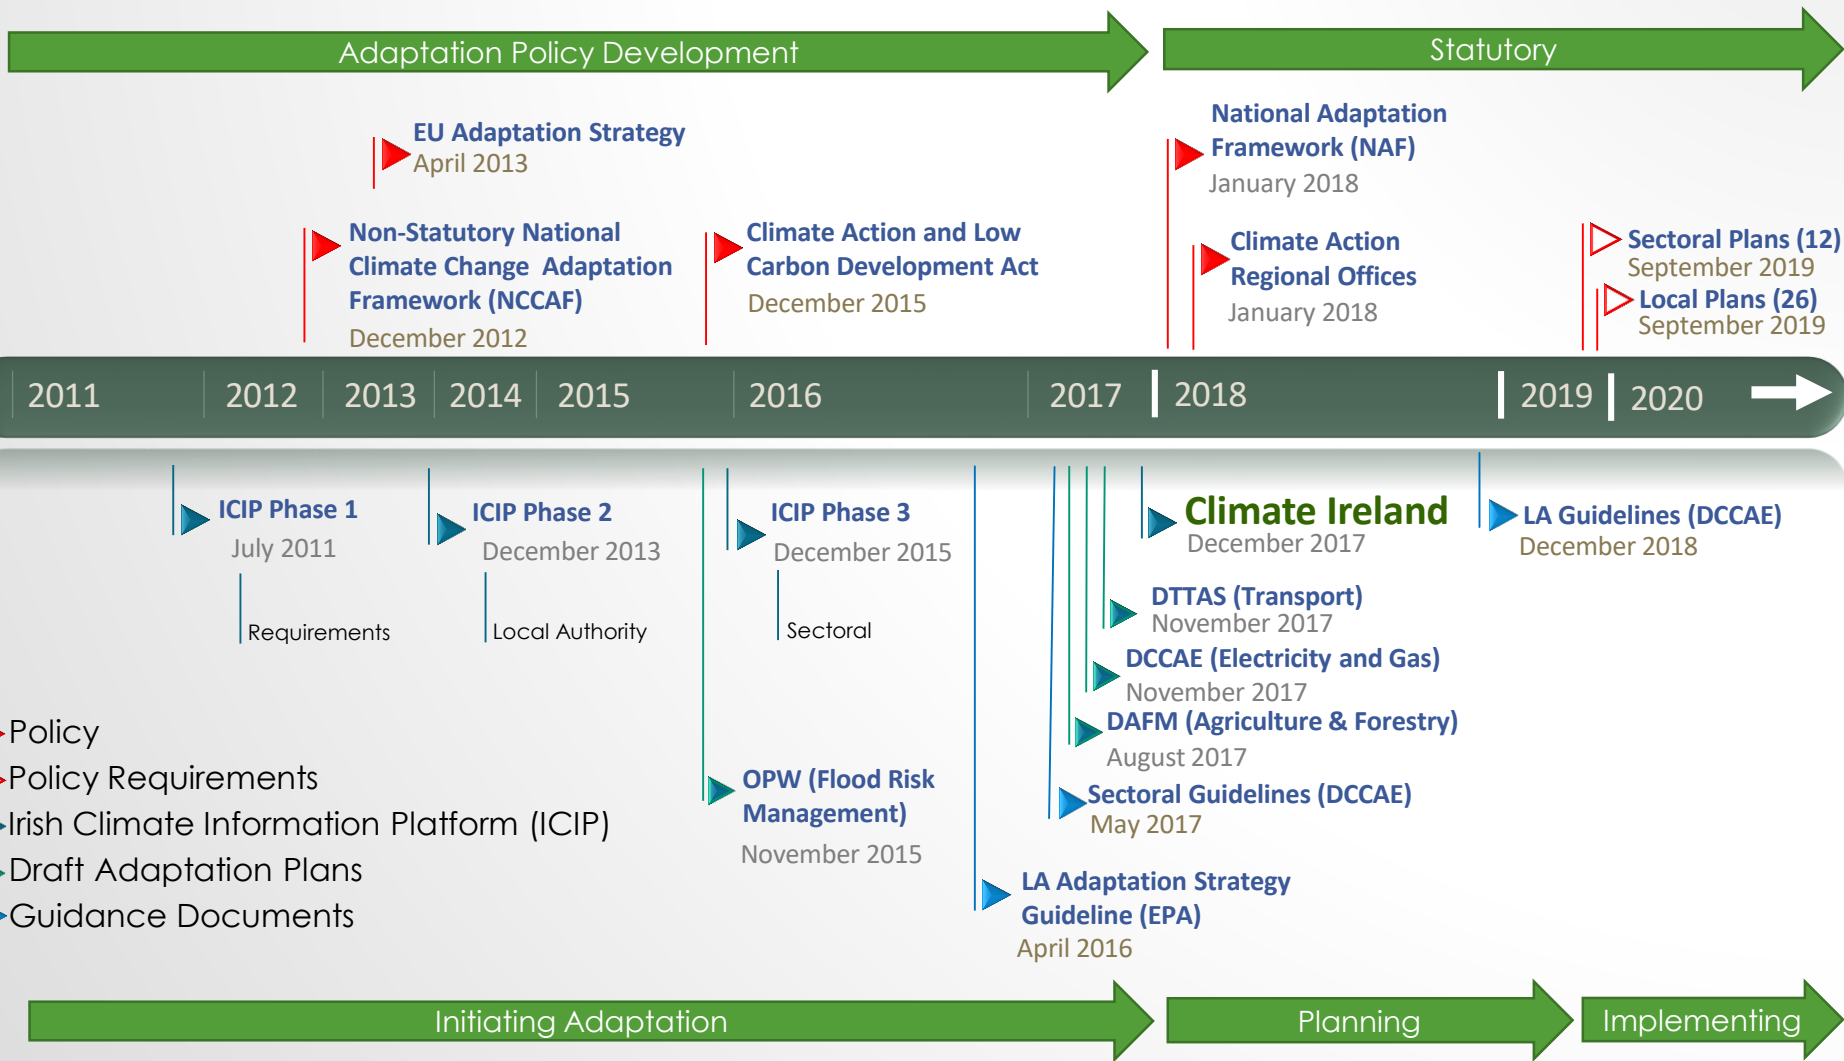 Adaptation Policy Development
Statutory
EU Adaptation Strategy
April 2013
National Adaptation
Framework (NAF)
January 2018
Non-Statutory National
Climate Change Adaptation
Framework (NCCAF)
December 2012
Climate Action and Low
Carbon Development Act
December 2015
Climate Action
Regional Offices
January 2018
Sectoral Plans (12)
September 2019
Local Plans (26)
September 2019
2011 2012 2013 2014 2015 2016 2017 2018 2019 2020
ICIP Phase 1
July 2011
Requirements
ICIP Phase 2
December 2013
Local Authority
ICIP Phase 3
December 2015
Sectoral
Climate Ireland
December 2017
LA Guidelines (DCCAE)
December 2018
DTTAS (Transport)
November 2017
DCCAE (Electricity and Gas)
November 2017
DAFM (Agriculture & Forestry)
August 2017
OPW (Flood Risk
Management)
November 2015
Sectoral Guidelines (DCCAE)
May 2017
LA Adaptation Strategy
Guideline (EPA)
April 2016
Policy
Policy Requirements
Irish Climate Information Platform (ICIP)
Draft Adaptation Plans
Guidance Documents
Initiating Adaptation
Planning
Implementing